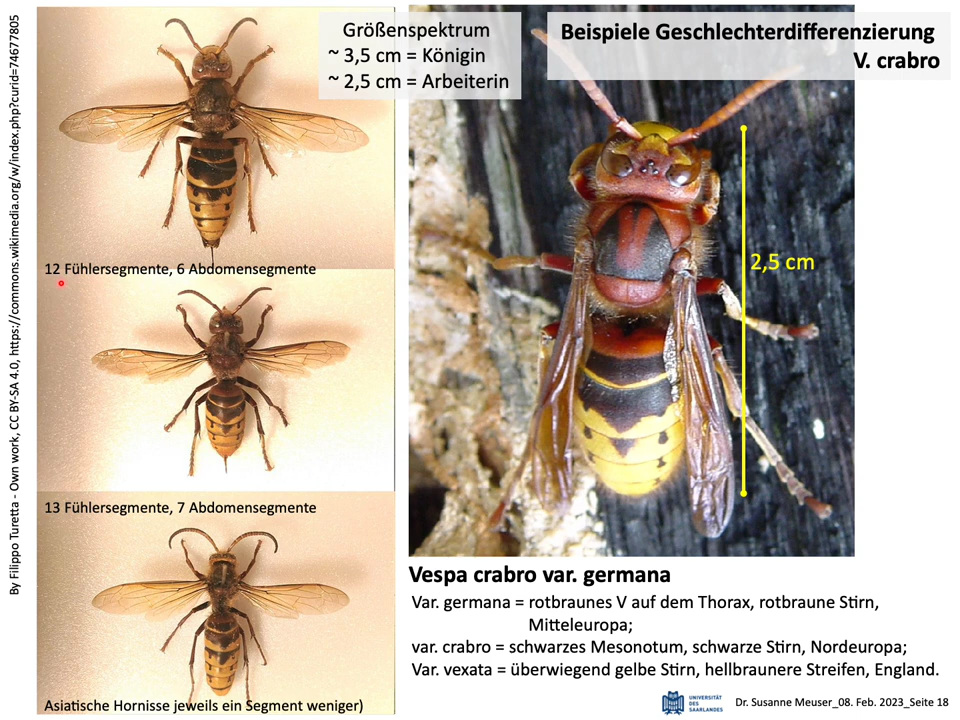 By Filippo Turetta - Own work, CC BY-SA 4.0, https://commons.wikimedia.org/w/index.php?curid=74677805
Größenspektrum
~ 3,5 cm = Königin
~ 2,5 cm = Arbeiterin
Beispiele Geschlechterdifferenzierung
V. crabro
12 Fühlersegmente, 6 Abdomensegmente
2,5 cm
13 Fühlersegmente, 7 Abdomensegmente
Asiatische Hornisse jeweils ein Segment weniger)
Vespa crabro var. germana
Var. germana = rotbraunes V auf dem Thorax, rotbraune Stirn,
Mitteleuropa;
var. crabro = schwarzes Mesonotum, schwarze Stirn, Nordeuropa;
Var. vexata = überwiegend gelbe Stirn, hellbraunere Streifen, England.
UNIVERSITÄT
DES
SAARLANDES
Dr. Susanne Meuser_08. Feb. 2023_Seite 18